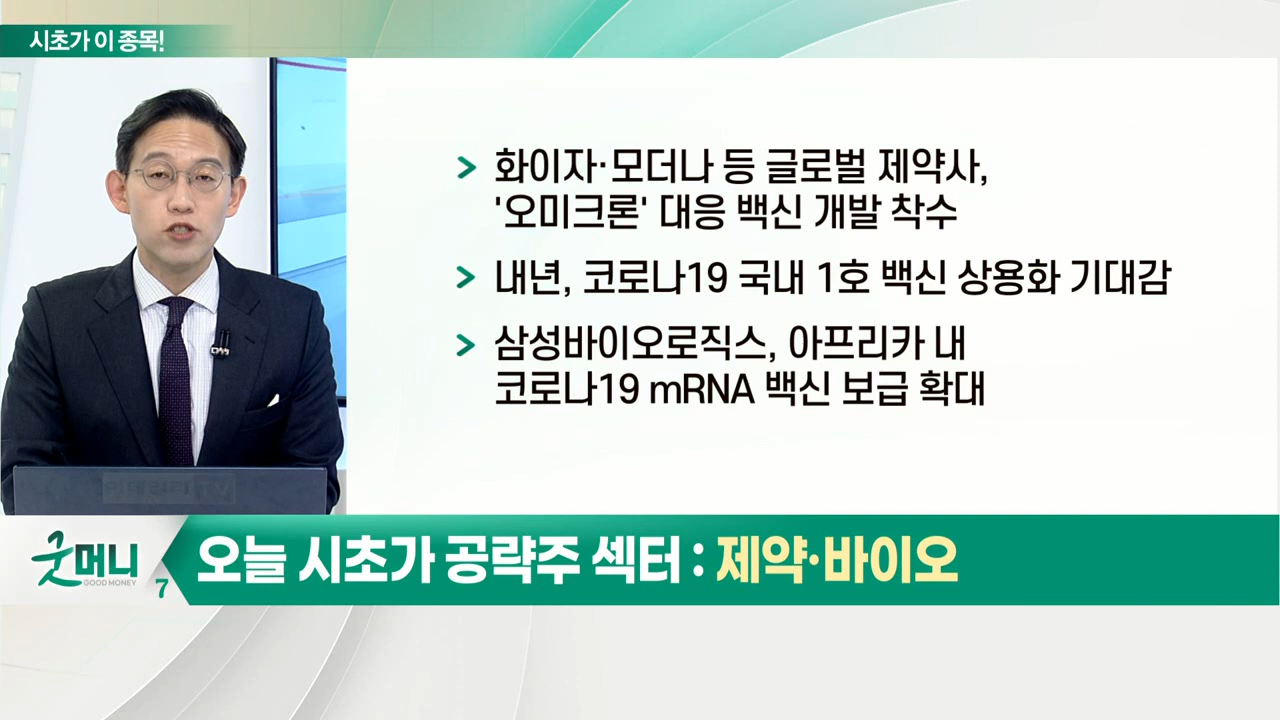 시초가 이 종목!
화이자·모더나 등 글로벌 제약사,
'오미크론' 대응 백신 개발 착수
내년, 코로나19 국내 1호 백신 상용화 기대감
삼성바이오로직스, 아프리카 내
코로나19 mRNA 백신 보급 확대
이데일리 TV
굿머니
GOOD MONEY
7
오늘 시초가 공략주 섹터 : 제약·바이오